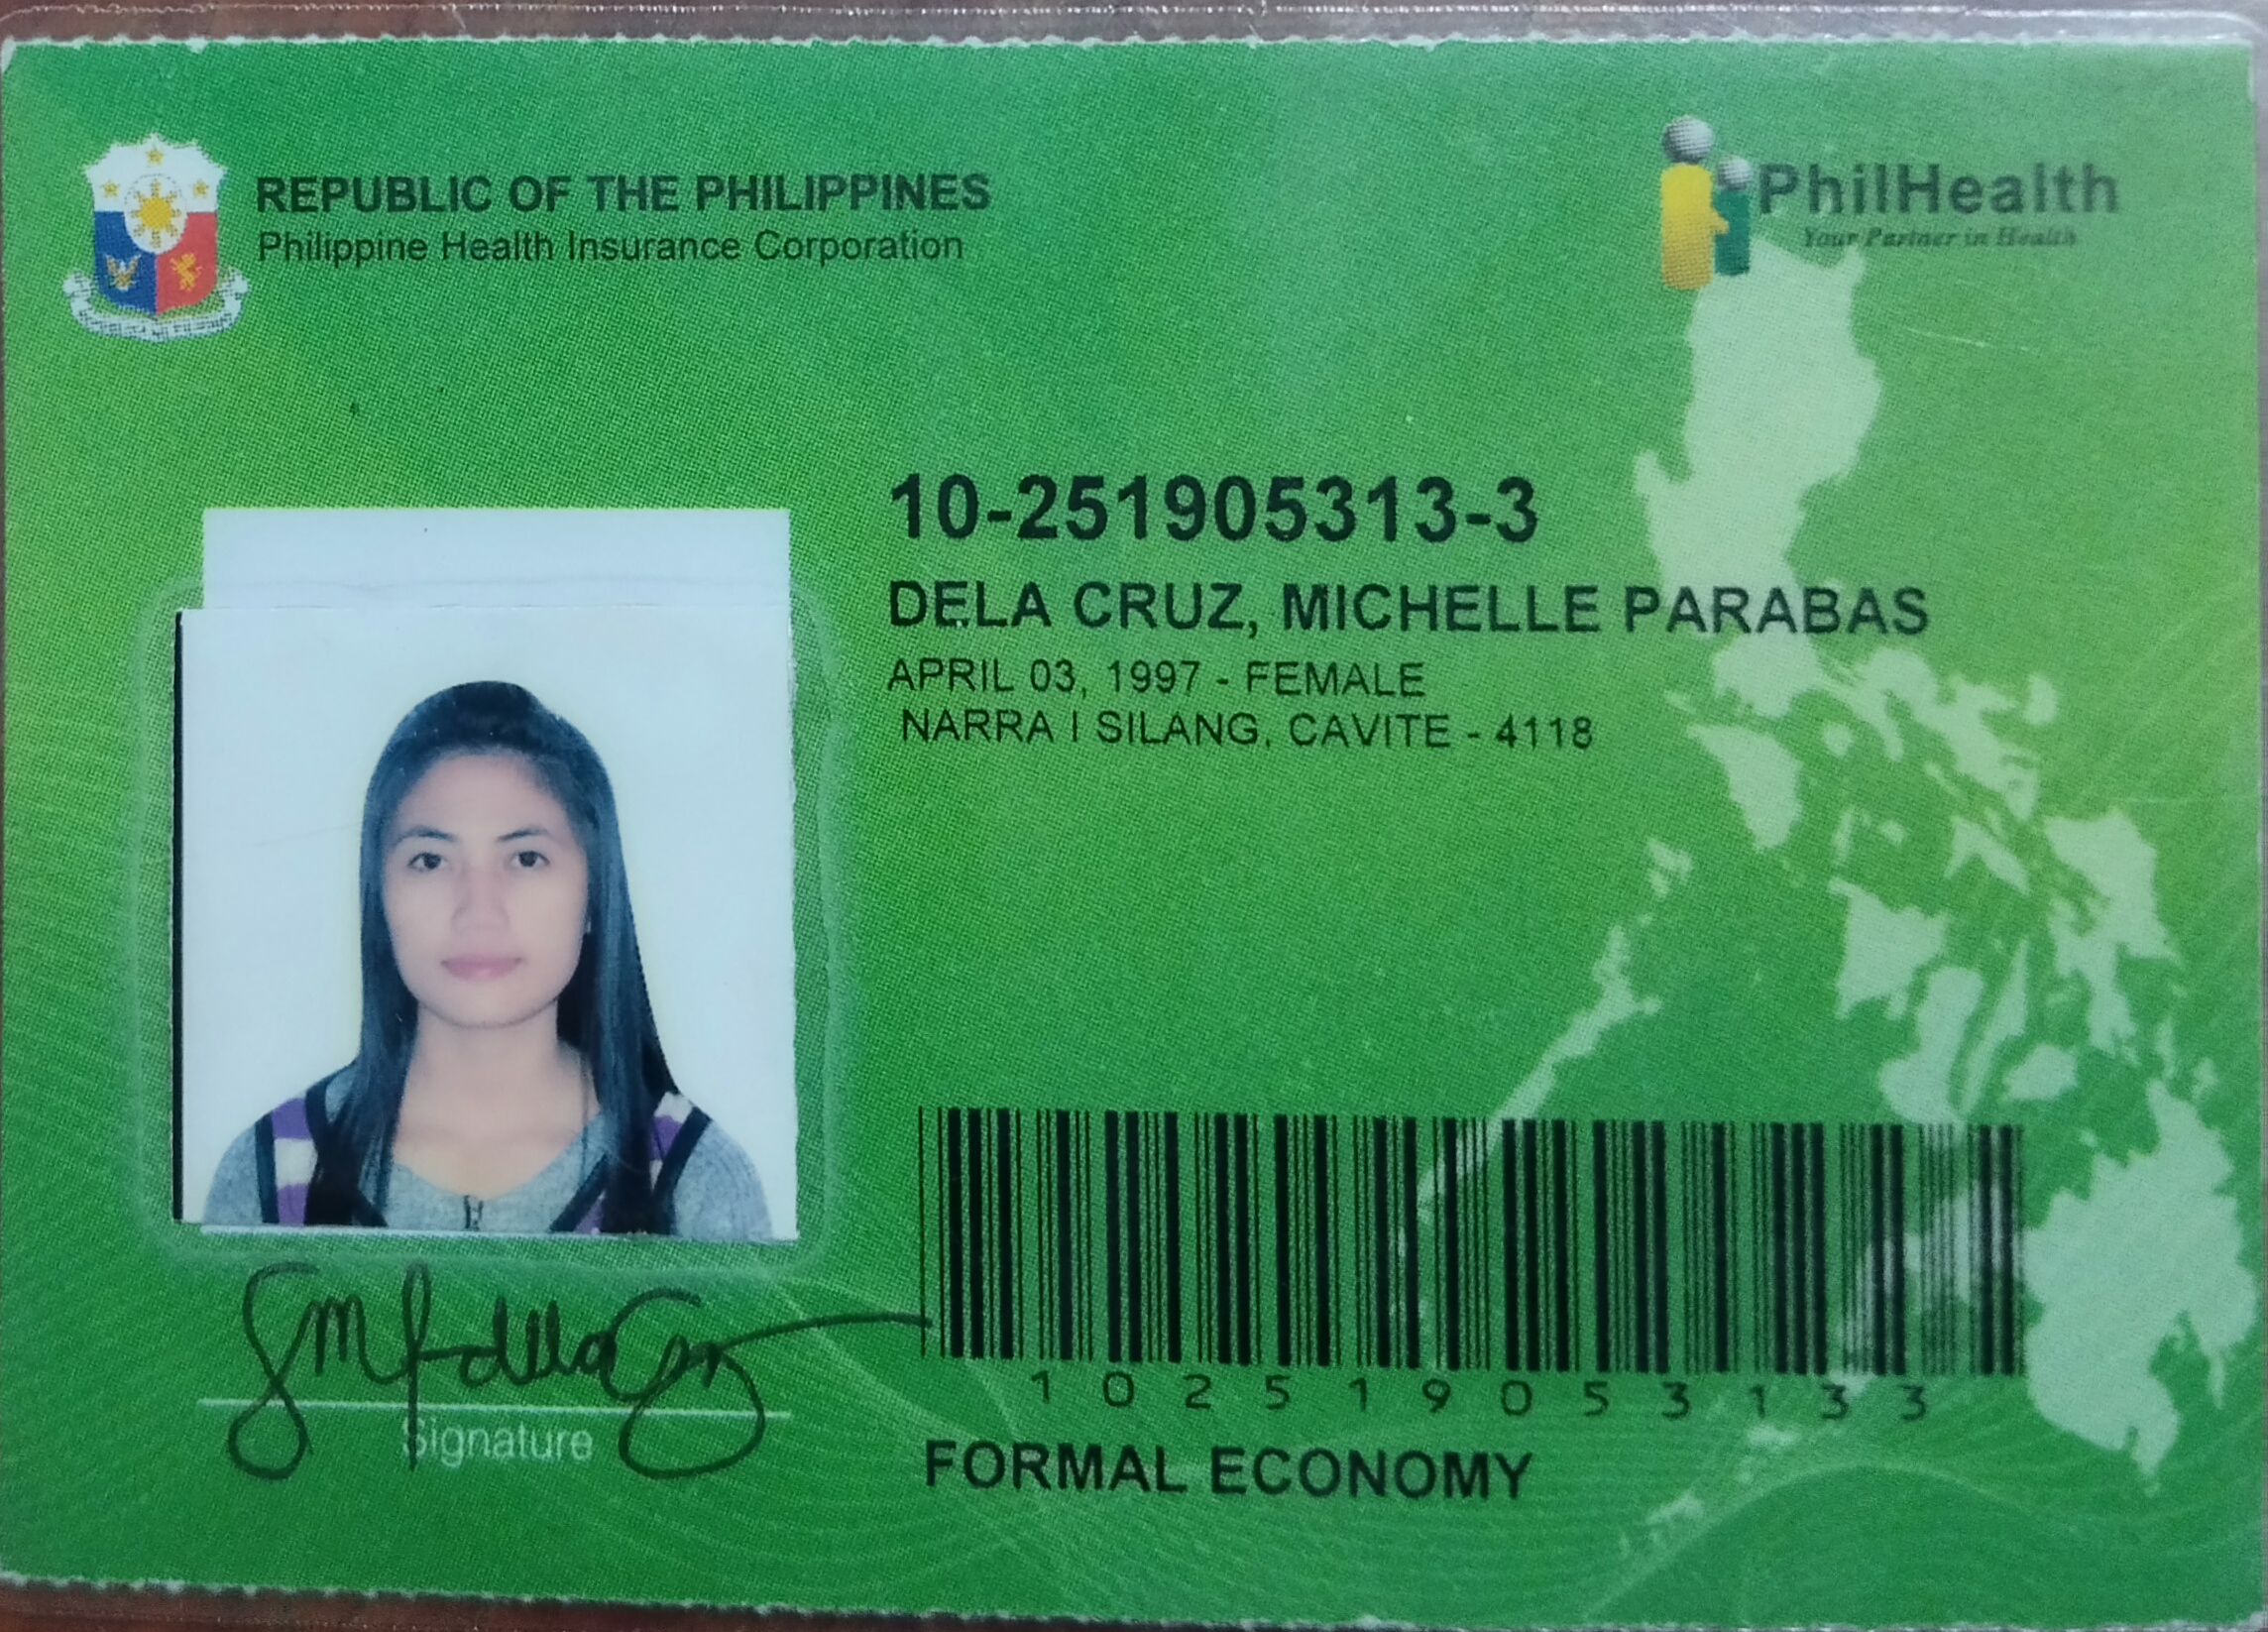 REPUBLIC OF THE PHILIPPINES
Philippine Health Insurance Corporation
PhilHealth
Your Partner in Health
10-251905313-3
DELA CRUZ, MICHELLE PARABAS
APRIL 03, 1997 - FEMALE
NARRA I SILANG, CAVITE - 4118
1 0 2 5 1 9 0 5 3 1 3 3
Signature
FORMAL ECONOMY